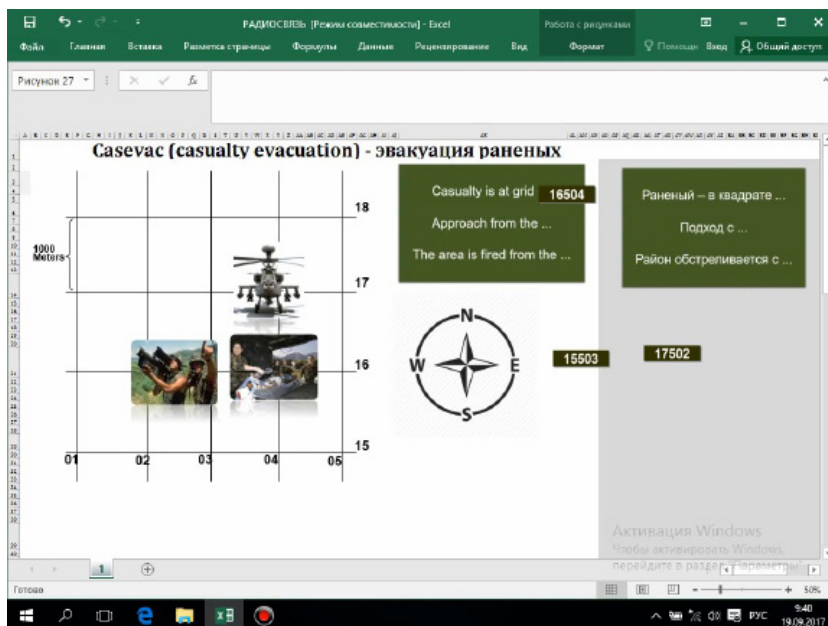 РАДИОСВЯЗЬ [Режим совместимости] - Excel
Работа с рисунками
Файл Главная Вставка Разметка страницы Формулы Данные Рецензирование Вид Формат Помощн Вход Общий доступ
Рисунок 27
fx
Casevac (casualty evacuation) - эвакуация раненых
18
1000
Meters
17
16
15
01 02 03 04 05
Casualty is at grid 16504
Approach from the ...
The area is fired from the ...
Раненый – в квадрате ...
Подход с ...
Район обстреливается с ...
N
W E
S
15503
17502
Активация Windows
Чтобы активировать Windows,
перейдите в раздел "Параметры".
1
Готово
50%
РУС
9:40
19.09.2017